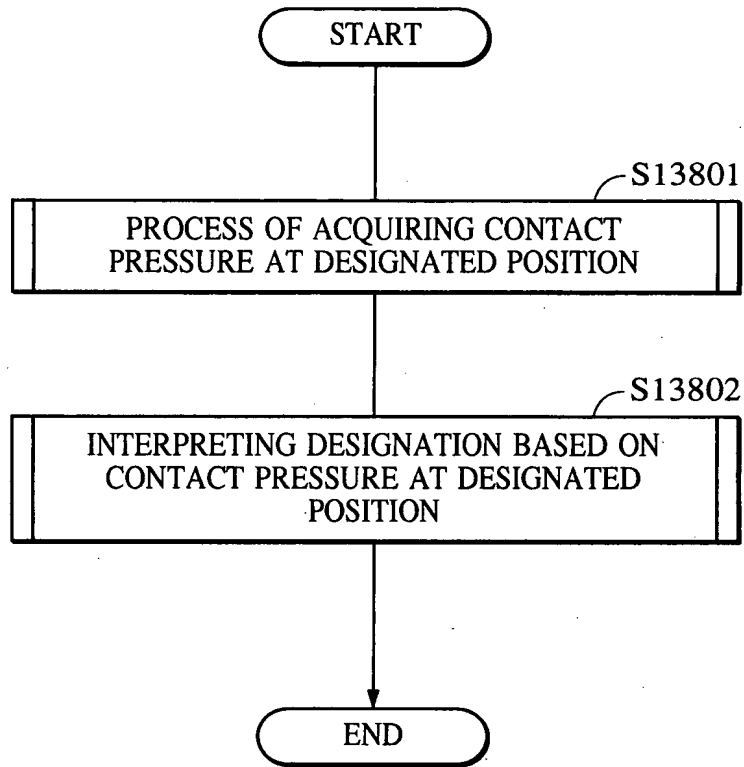 START
S13801
PROCESS OF ACQUIRING CONTACT
PRESSURE AT DESIGNATED POSITION
S13802
INTERPRETING DESIGNATION BASED ON
CONTACT PRESSURE AT DESIGNATED
POSITION
END